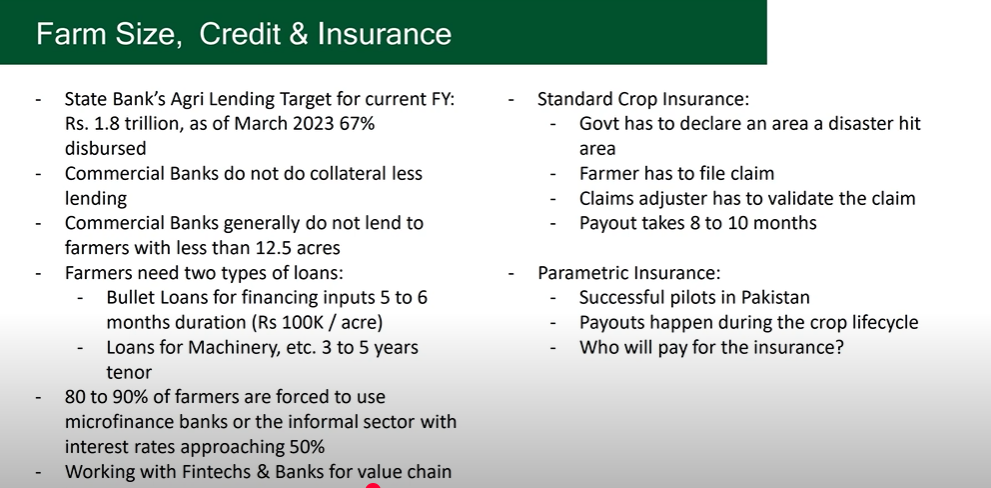 Farm Size, Credit & Insurance
- State Bank's Agri Lending Target for current FY:
Rs. 1.8 trillion, as of March 2023 67%
disbursed
- Commercial Banks do not do collateral less
lending
- Commercial Banks generally do not lend to
farmers with less than 12.5 acres
- Farmers need two types of loans:
- Bullet Loans for financing inputs 5 to 6
months duration (Rs 100K / acre)
- Loans for Machinery, etc. 3 to 5 years
tenor
- 80 to 90% of farmers are forced to use
microfinance banks or the informal sector with
interest rates approaching 50%
- Working with Fintechs & Banks for value chain
- Standard Crop Insurance:
- Govt has to declare an area a disaster hit
area
- Farmer has to file claim
- Claims adjuster has to validate the claim
- Payout takes 8 to 10 months
- Parametric Insurance:
- Successful pilots in Pakistan
- Payouts happen during the crop lifecycle
- Who will pay for the insurance?